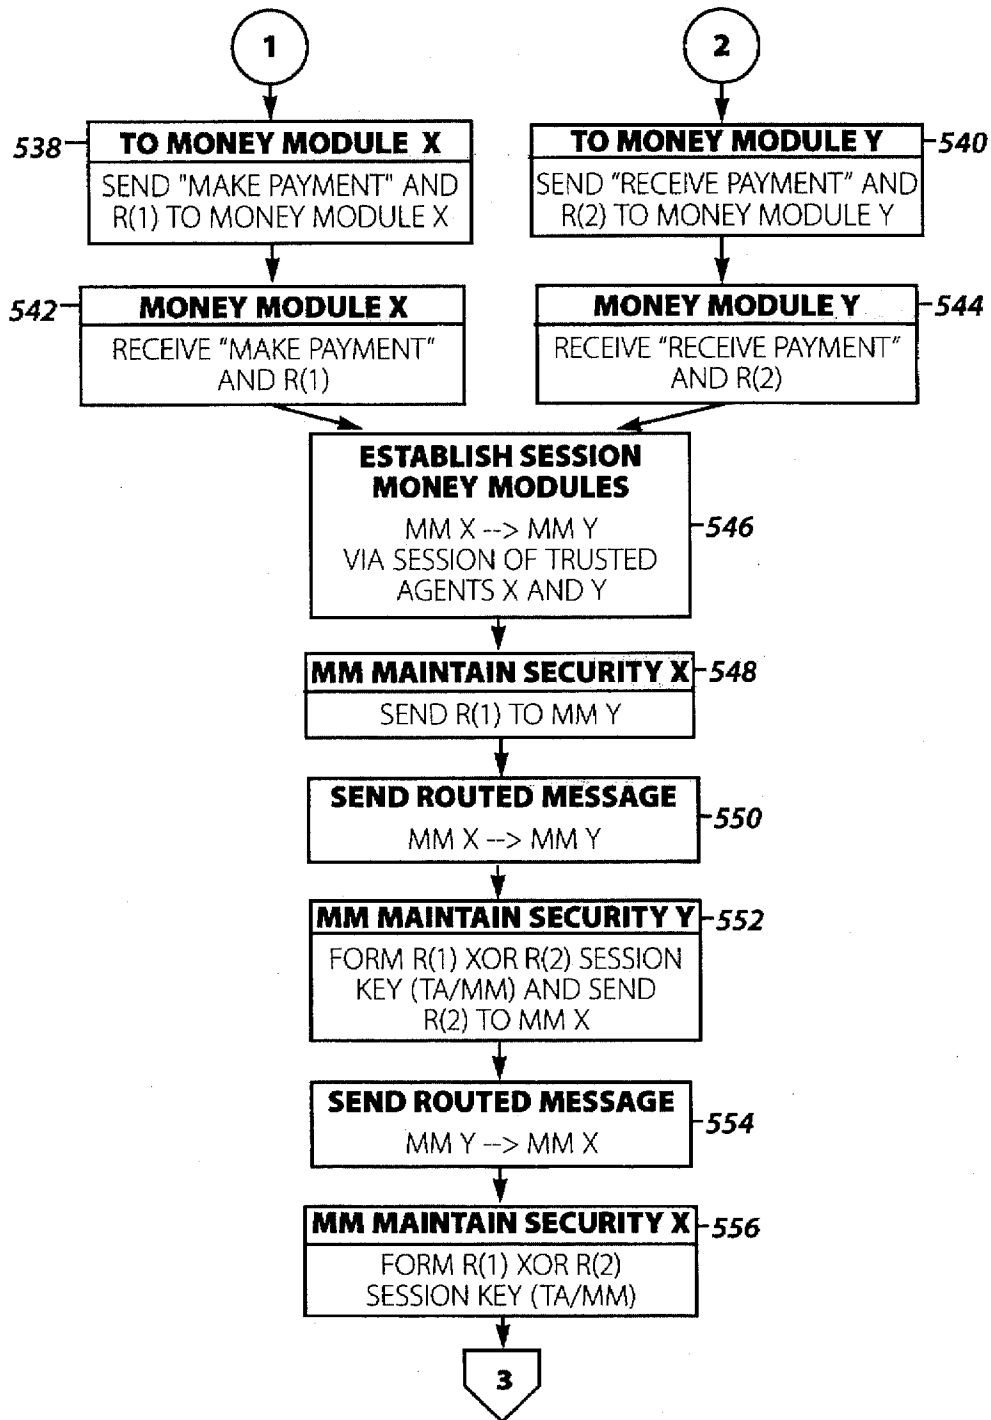 1
2
538
TO MONEY MODULE X
SEND "MAKE PAYMENT" AND
R(1) TO MONEY MODULE X
TO MONEY MODULE Y
540
SEND "RECEIVE PAYMENT" AND
R(2) TO MONEY MODULE Y
542
MONEY MODULE X
RECEIVE "MAKE PAYMENT"
AND R(1)
MONEY MODULE Y
544
RECEIVE "RECEIVE PAYMENT"
AND R(2)
ESTABLISH SESSION
MONEY MODULES
MM X --> MM Y
VIA SESSION OF TRUSTED
AGENTS X AND Y
546
MM MAINTAIN SECURITY X
548
SEND R(1) TO MM Y
SEND ROUTED MESSAGE
MM X --> MM Y
550
MM MAINTAIN SECURITY Y
552
FORM R(1) XOR R(2) SESSION
KEY (TA/MM) AND SEND
R(2) TO MM X
SEND ROUTED MESSAGE
MM Y --> MM X
554
MM MAINTAIN SECURITY X
556
FORM R(1) XOR R(2)
SESSION KEY (TA/MM)
3